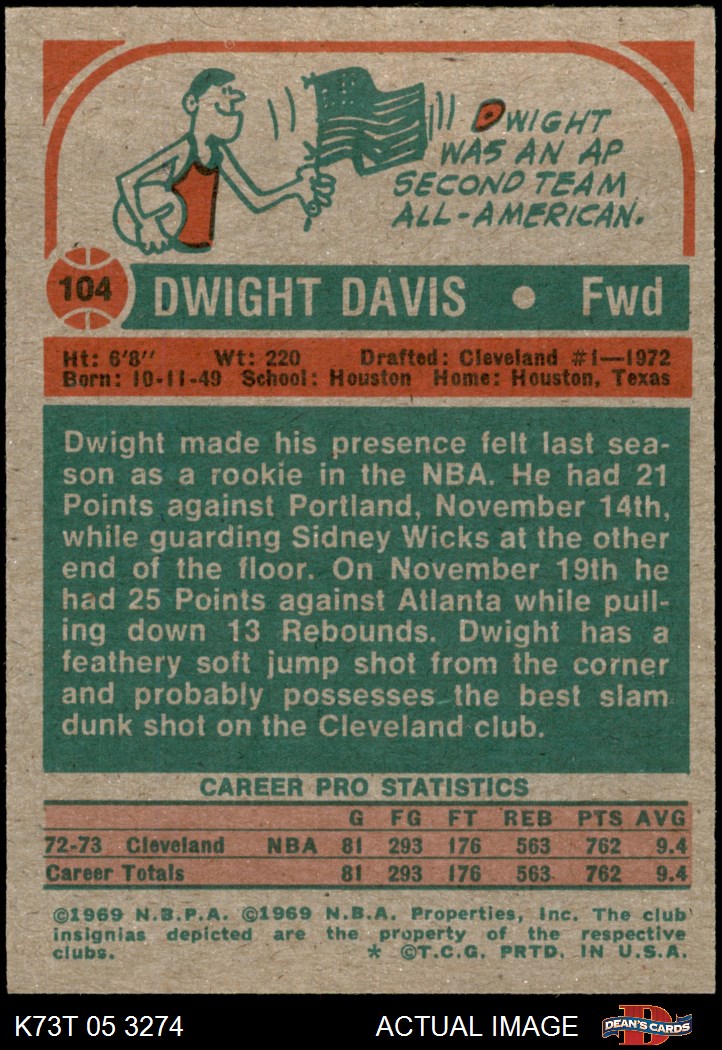 DWIGHT
WAS AN AP
SECOND TEAM
ALL-AMERICAN.
104 DWIGHT DAVIS • Fwd
Ht: 6'8" Wt: 220 Drafted: Cleveland #1—1972
Born: 10-11-49 School: Houston Home: Houston, Texas
Dwight made his presence felt last sea-
son as a rookie in the NBA. He had 21
Points against Portland, November 14th,
while guarding Sidney Wicks at the other
end of the floor. On November 19th he
had 25 Points against Atlanta while pull-
ing down 13 Rebounds. Dwight has a
feathery soft jump shot from the corner
and probably possesses the best slam
dunk shot on the Cleveland club.
CAREER PRO STATISTICS
G FG FT REB PTS AVG
72-73 Cleveland NBA 81 293 176 563 762 9.4
Career Totals 81 293 176 563 762 9.4
©1969 N.B.P.A. ©1969 N.B.A. Properties, Inc. The club
insignias depicted are the property of the respective
clubs. * ©T.C.G. PRTD. IN U.S.A.
K73T 05 3274 ACTUAL IMAGE D DEAN'S CARDS